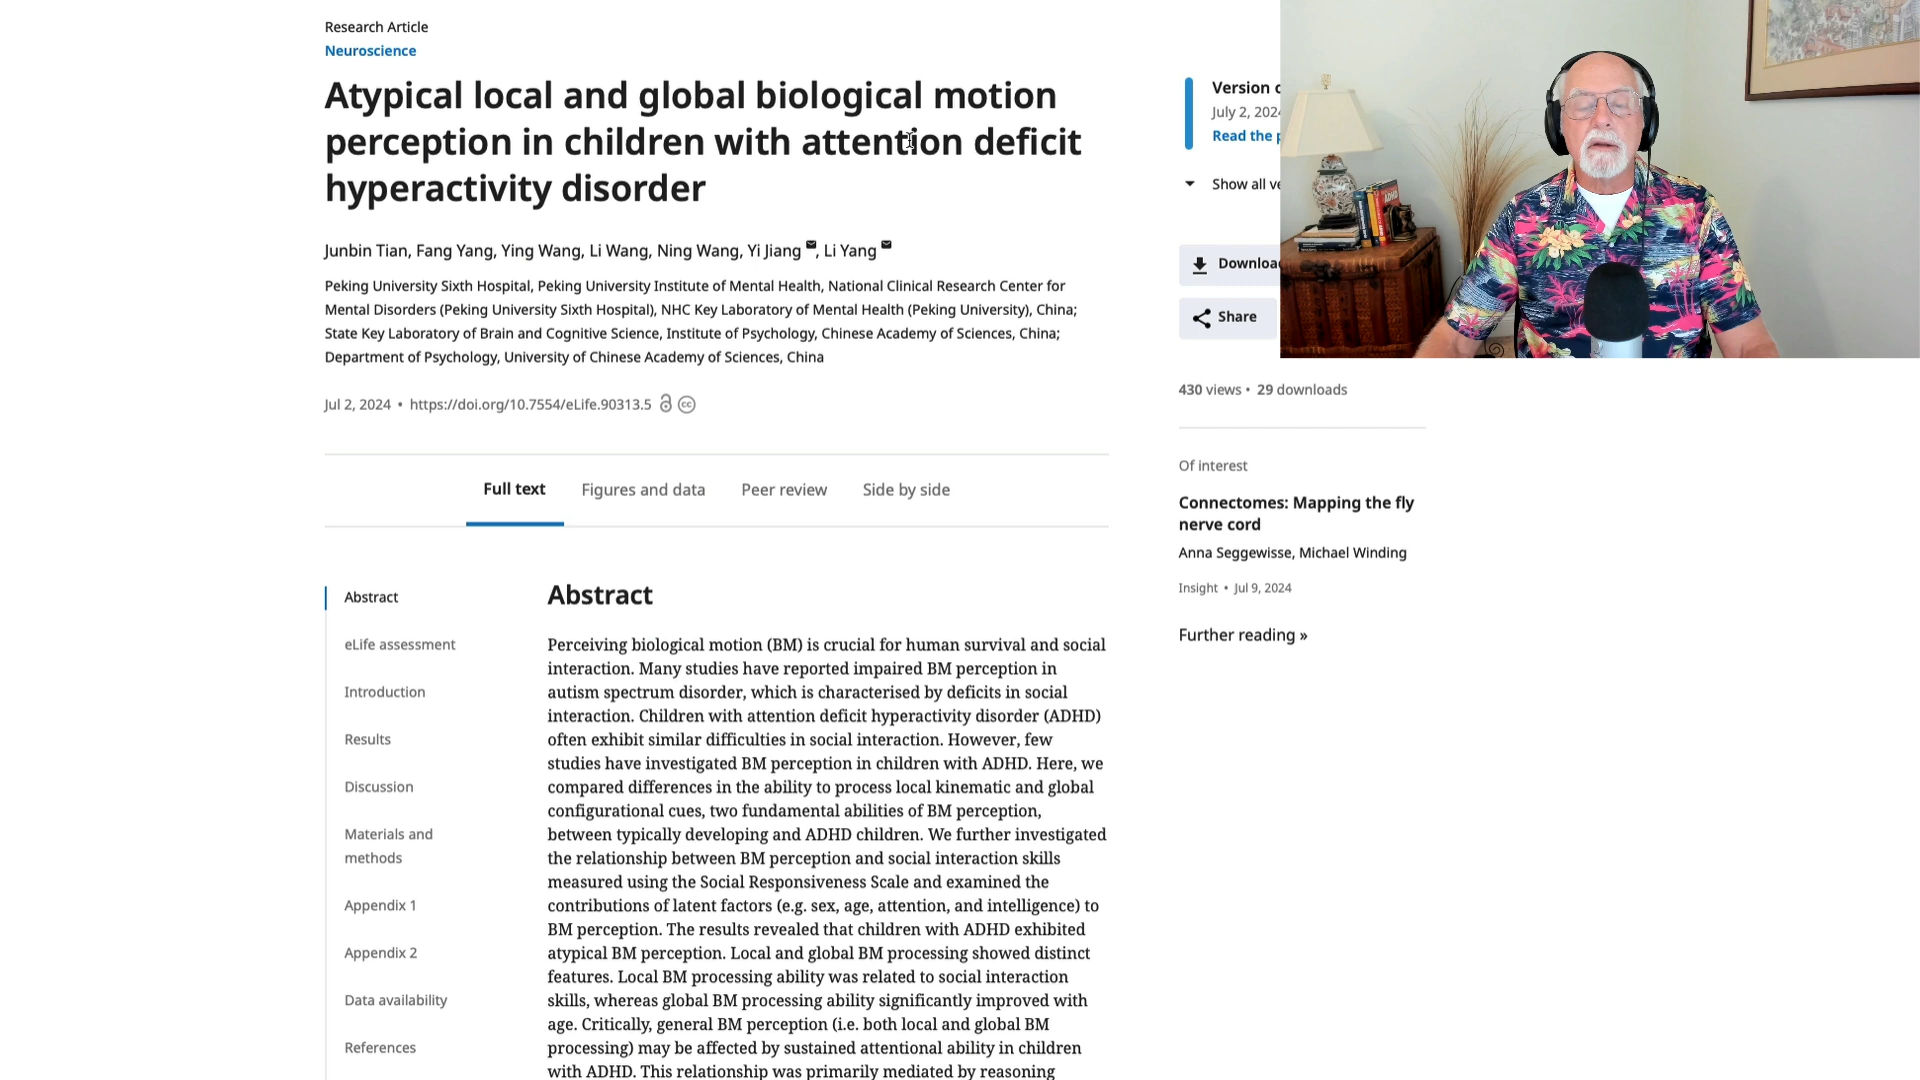 Research Article
Neuroscience
Atypical local and global biological motion
perception in children with attention deficit
hyperactivity disorder
Junbin Tian, Fang Yang, Ying Wang, Li Wang, Ning Wang, Yi Jiang, Li Yang
Peking University Sixth Hospital, Peking University Institute of Mental Health, National Clinical Research Center for
Mental Disorders (Peking University Sixth Hospital), NHC Key Laboratory of Mental Health (Peking University), China;
State Key Laboratory of Brain and Cognitive Science, Institute of Psychology, Chinese Academy of Sciences, China;
Department of Psychology, University of Chinese Academy of Sciences, China
Jul 2, 2024 • https://doi.org/10.7554/eLife.90313.5
Full text
Figures and data
Peer review
Side by side
Abstract
eLife assessment
Introduction
Results
Discussion
Materials and
methods
Appendix 1
Appendix 2
Data availability
References
Abstract
Perceiving biological motion (BM) is crucial for human survival and social
interaction. Many studies have reported impaired BM perception in
autism spectrum disorder, which is characterised by deficits in social
interaction. Children with attention deficit hyperactivity disorder (ADHD)
often exhibit similar difficulties in social interaction. However, few
studies have investigated BM perception in children with ADHD. Here, we
compared differences in the ability to process local kinematic and global
configurational cues, two fundamental abilities of BM perception,
between typically developing and ADHD children. We further investigated
the relationship between BM perception and social interaction skills
measured using the Social Responsiveness Scale and examined the
contributions of latent factors (e.g. sex, age, attention, and intelligence) to
BM perception. The results revealed that children with ADHD exhibited
atypical BM perception. Local and global BM processing showed distinct
features. Local BM processing ability was related to social interaction
skills, whereas global BM processing ability significantly improved with
age. Critically, general BM perception (i.e. both local and global BM
processing) may be affected by sustained attentional ability in children
with ADHD. This relationship was primarily mediated by reasoning
Version
July 2, 2024
Read the
Show all
Download
Share
430 views • 29 downloads
Of interest
Connectomes: Mapping the fly
nerve cord
Anna Seggewisse, Michael Winding
Insight • Jul 9, 2024
Further reading »
ADHD